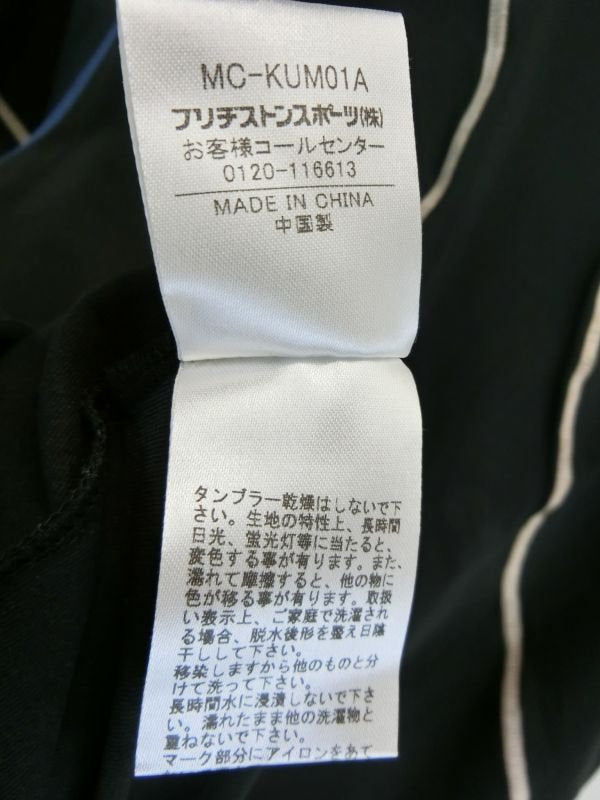 MC-KUM01A
ブリヂストンスポーツ(株)
お客様コールセンター
0120-116613
MADE IN CHINA
中国製
タンブラー乾燥はしないで下
さい。生地の特性上、長時間
日光、蛍光灯等に当たると、
変色する事が有ります。また、
濡れて摩擦すると、他の物に
色が移る事が有ります。取扱
い表示上、ご家庭で洗濯され
る場合、脱水後形を整え日陰
干しして下さい。
移染しますから他のものと分
けて洗って下さい。
長時間水に浸漬しないで下さ
い。濡れたまま他の洗濯物と
重ねないで下さい。
マーク部分にアイロンをあて